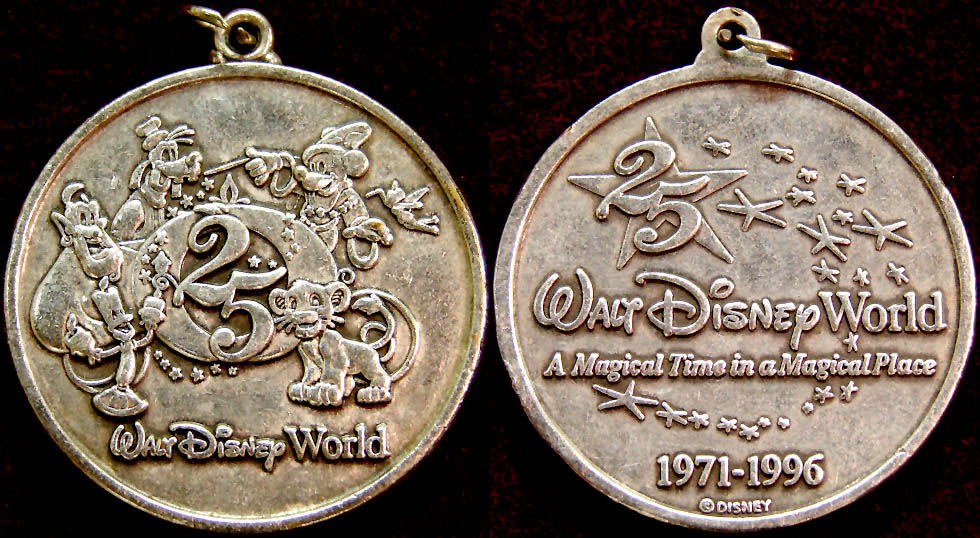 25
WALT DISNEY World
25
WALT DISNEY World
A Magical Time in a Magical Place
1971-1996
©DISNEY